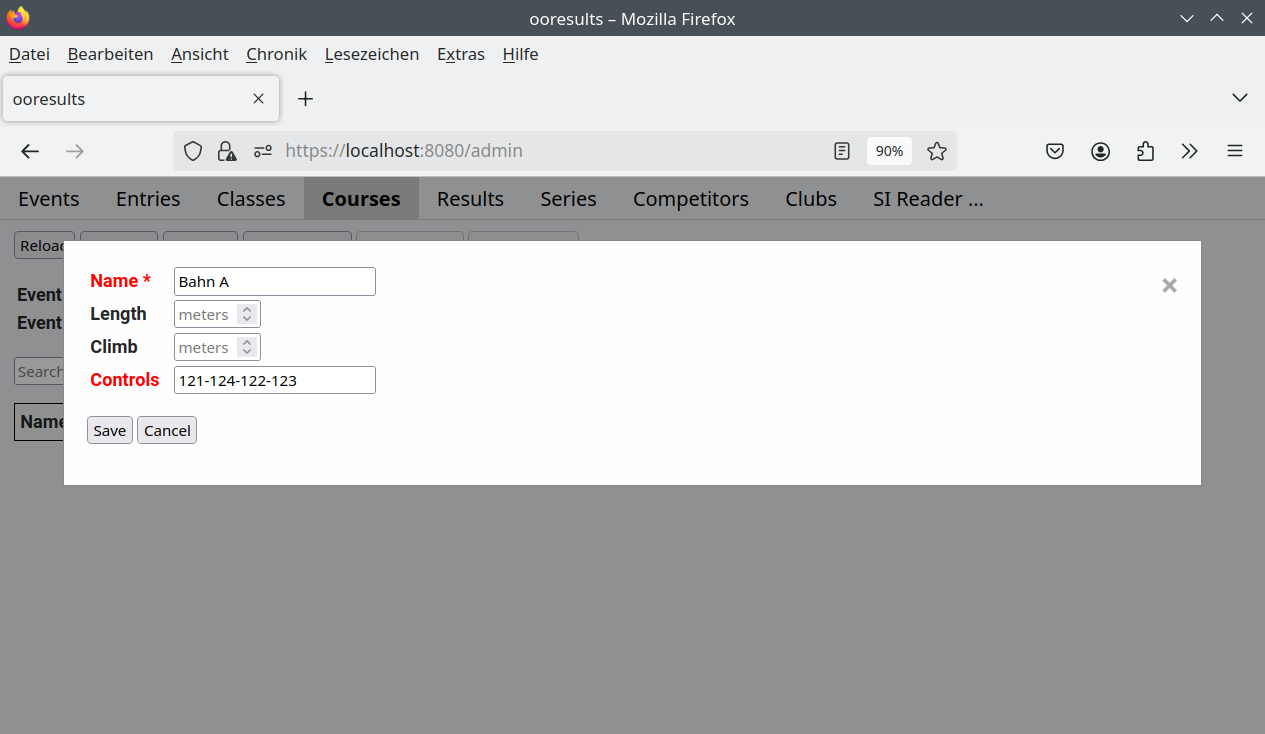 ooresults – Mozilla Firefox
Datei Bearbeiten Ansicht Chronik Lesezeichen Extras Hilfe
ooresults
https://localhost:8080/admin 90%
Events Entries Classes Courses Results Series Competitors Clubs SI Reader ...
Reload
Name * Bahn A
Event
Length meters
Event
Climb meters
Search
Controls 121-124-122-123
Name
Save Cancel